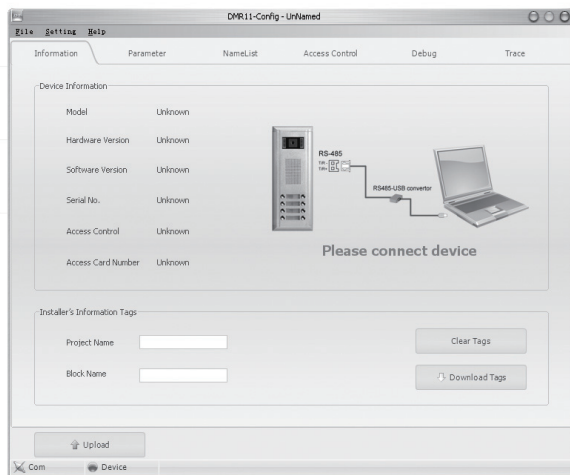 DMR11-Config - UnNamed
File Setting Help
Information Parameter NameList Access Control Debug Trace
Device Information
Model Unknown
Hardware Version Unknown
Software Version Unknown
Serial No. Unknown
Access Control Unknown
Access Card Number Unknown
RS-485
T/R-
T/R+
RS485-USB convertor
Please connect device
Installer's Information Tags
Project Name
Clear Tags
Block Name
Download Tags
Upload
Com Device